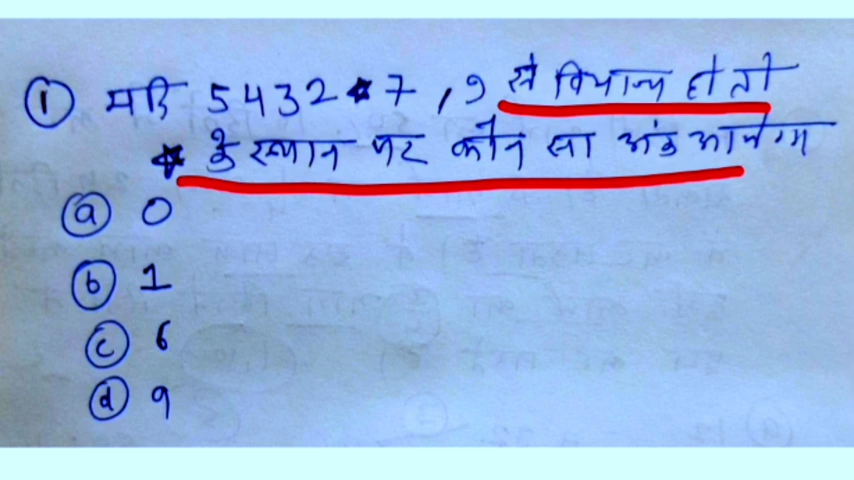 ① यदि 5432*7 , 9 से विभाज्य हो तो
* के स्थान पर कौन सा अंक आयेगा
ⓐ 0
ⓑ 1
ⓒ 6
ⓓ 9